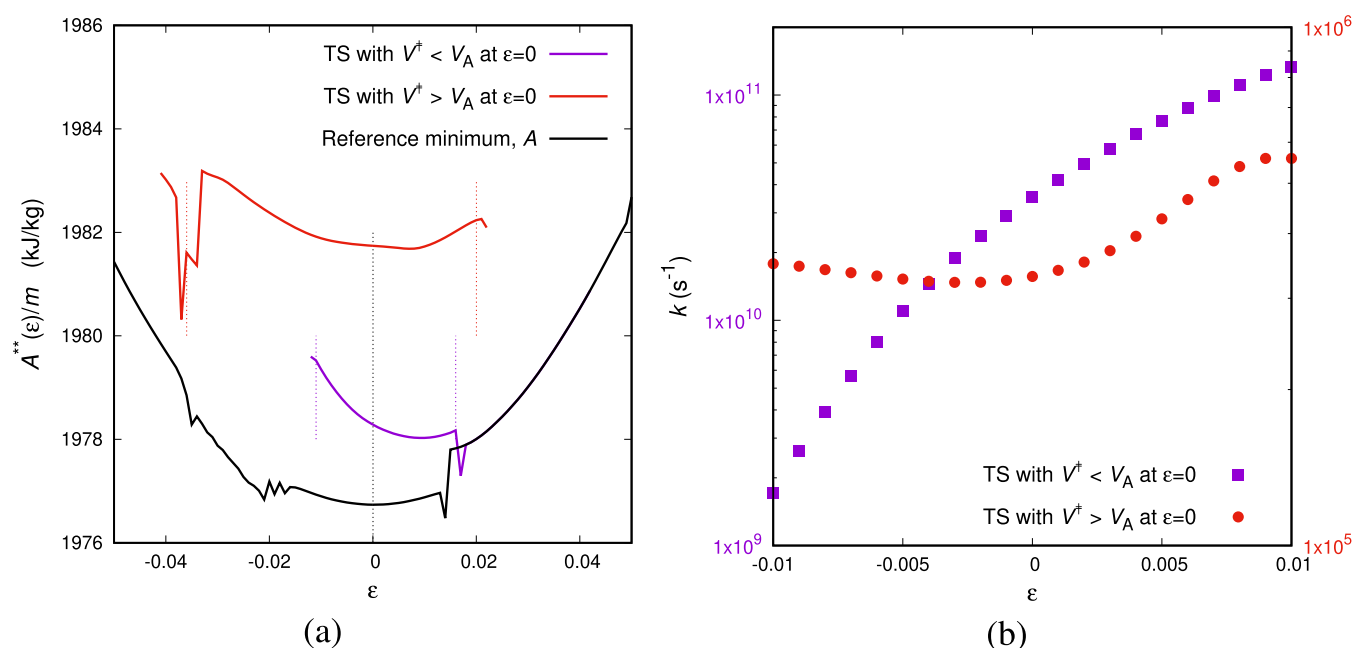 1986
1984
1982
1980
1978
1976
A**(ε)/m (kJ/kg)
TS with V‡ < VA at ε=0
TS with V‡ > VA at ε=0
Reference minimum, A
-0.04
-0.02
0
0.02
0.04
ε
(a)
1x10^11
1x10^10
1x10^9
k (s^-1)
1x10^6
1x10^5
TS with V‡ < VA at ε=0
TS with V‡ > VA at ε=0
-0.01
-0.005
0
0.005
0.01
ε
(b)